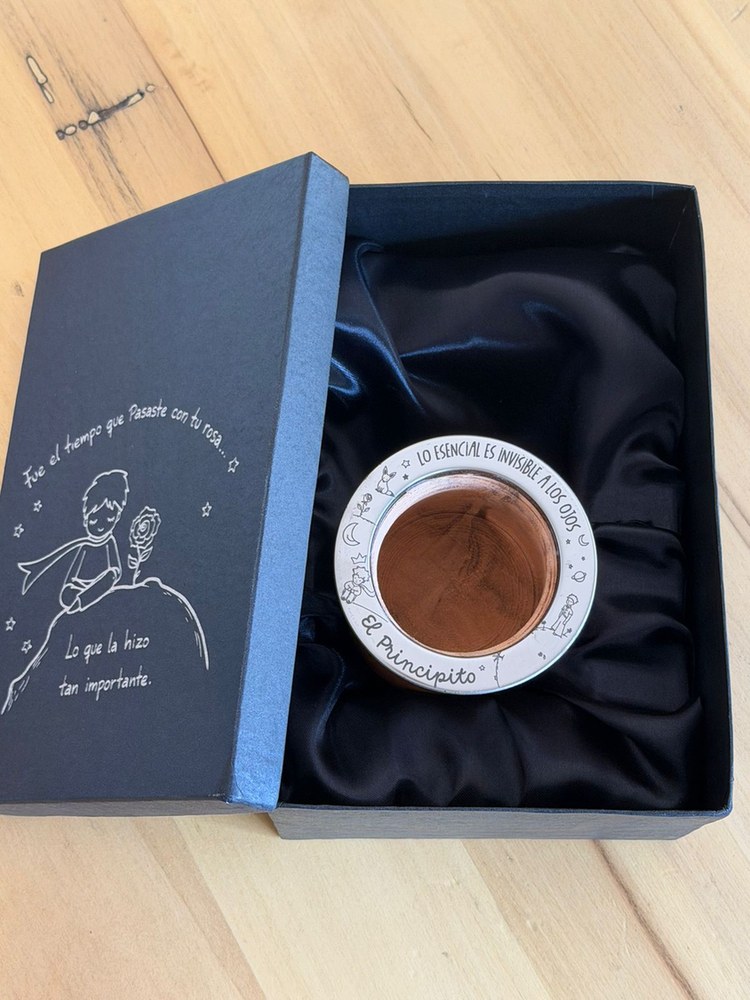 Fue el tiempo que Pasaste con tu rosa...
Lo que la hizo
tan importante.
LO ESENCIAL ES INVISIBLE A LOS OJOS
El Principito